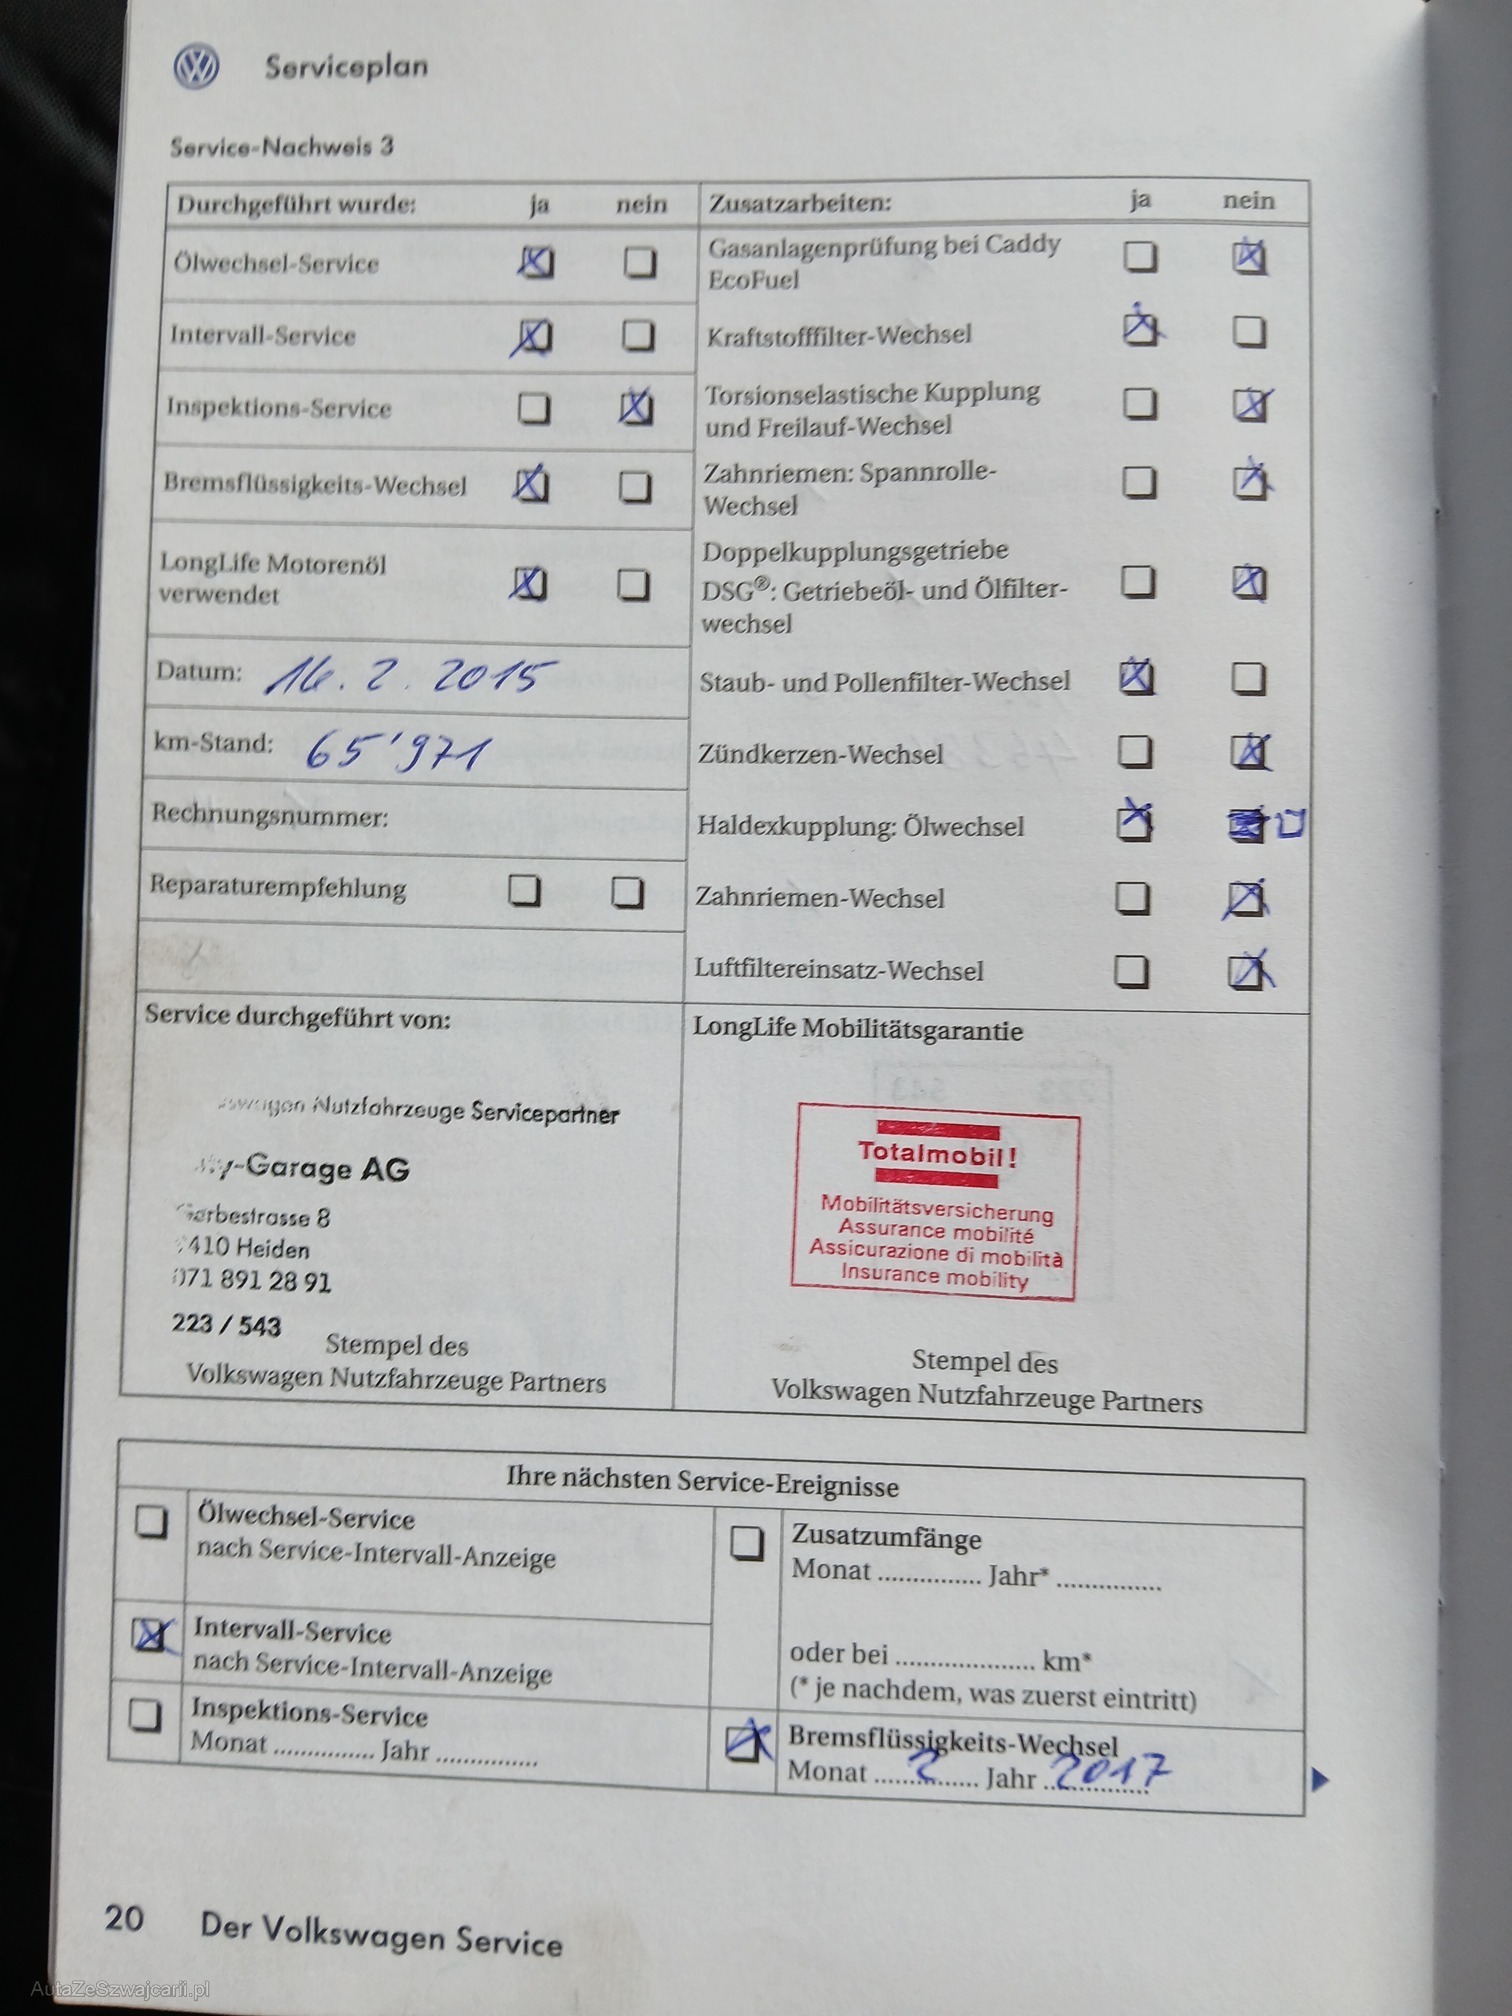 Serviceplan
Service-Nachweis 3
Durchgeführt wurde: ja nein
Ölwechsel-Service
Intervall-Service
Inspektions-Service
Bremsflüssigkeits-Wechsel
LongLife Motorenöl
verwendet
Datum: 16. 2. 2015
km-Stand: 65'971
Rechnungsnummer:
Reparaturempfehlung
Zusatzarbeiten: ja nein
Gasanlagenprüfung bei Caddy
EcoFuel
Kraftstofffilter-Wechsel
Torsionselastische Kupplung
und Freilauf-Wechsel
Zahnriemen: Spannrolle-
Wechsel
Doppelkupplungsgetriebe
DSG®: Getriebeöl- und Ölfilter-
wechsel
Staub- und Pollenfilter-Wechsel
Zündkerzen-Wechsel
Haldexkupplung: Ölwechsel
Zahnriemen-Wechsel
Luftfiltereinsatz-Wechsel
Service durchgeführt von:
Nutzfahrzeuge Servicepartner
-Garage AG
8
Heiden
071 891 28 91
223 / 543
Stempel des
Volkswagen Nutzfahrzeuge Partners
LongLife Mobilitätsgarantie
Totalmobil!
Mobilitätsversicherung
Assurance mobilité
Assicurazione di mobilità
Insurance mobility
Stempel des
Volkswagen Nutzfahrzeuge Partners
Ihre nächsten Service-Ereignisse
Ölwechsel-Service
nach Service-Intervall-Anzeige
Intervall-Service
nach Service-Intervall-Anzeige
Inspektions-Service
Monat ............... Jahr ...............
Zusatzumfänge
Monat ............... Jahr* ...............
oder bei .................... km*
(* je nachdem, was zuerst eintritt)
Bremsflüssigkeits-Wechsel
Monat 2 Jahr 2017
20 Der Volkswagen Service
AutaZeSzwajcarii.pl